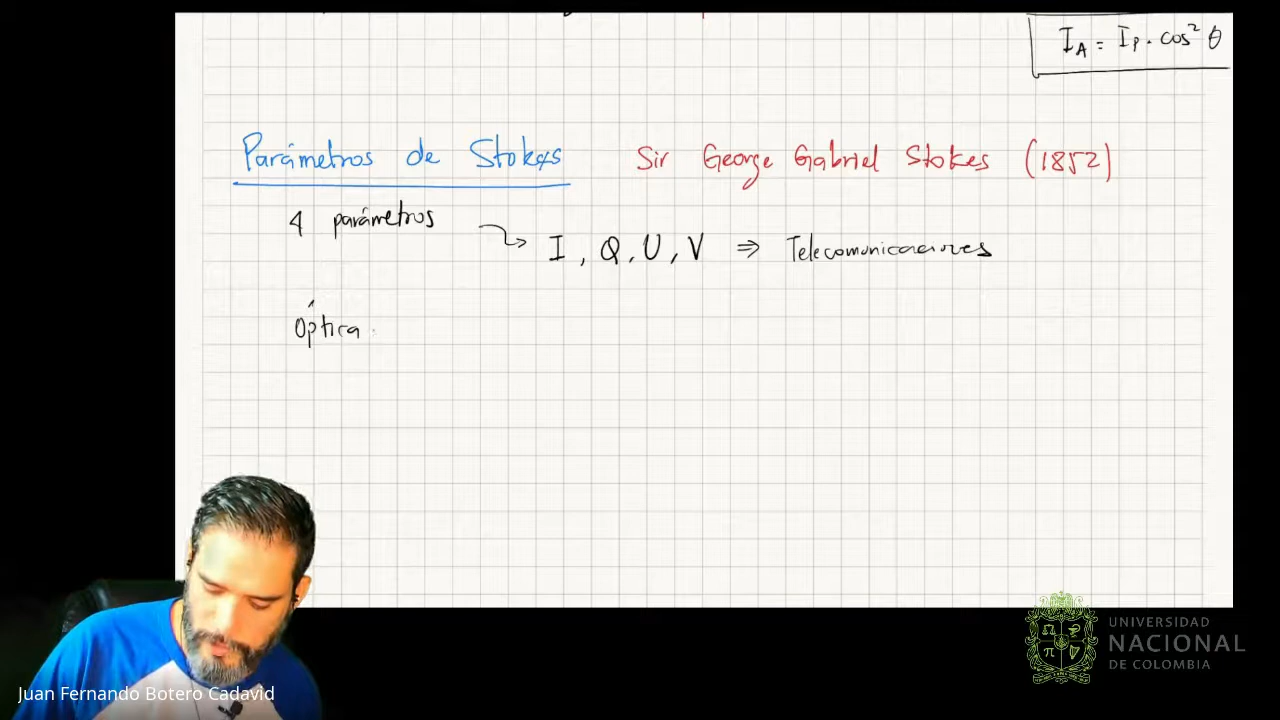 I_A = I_P . cos² θ
Parámetros de Stokes Sir George Gabriel Stokes (1852)
4 parámetros
I, Q, U, V ⇒ Telecomunicaciones
Óptica
UNIVERSIDAD
NACIONAL
DE COLOMBIA
Juan Fernando Botero Cadavid